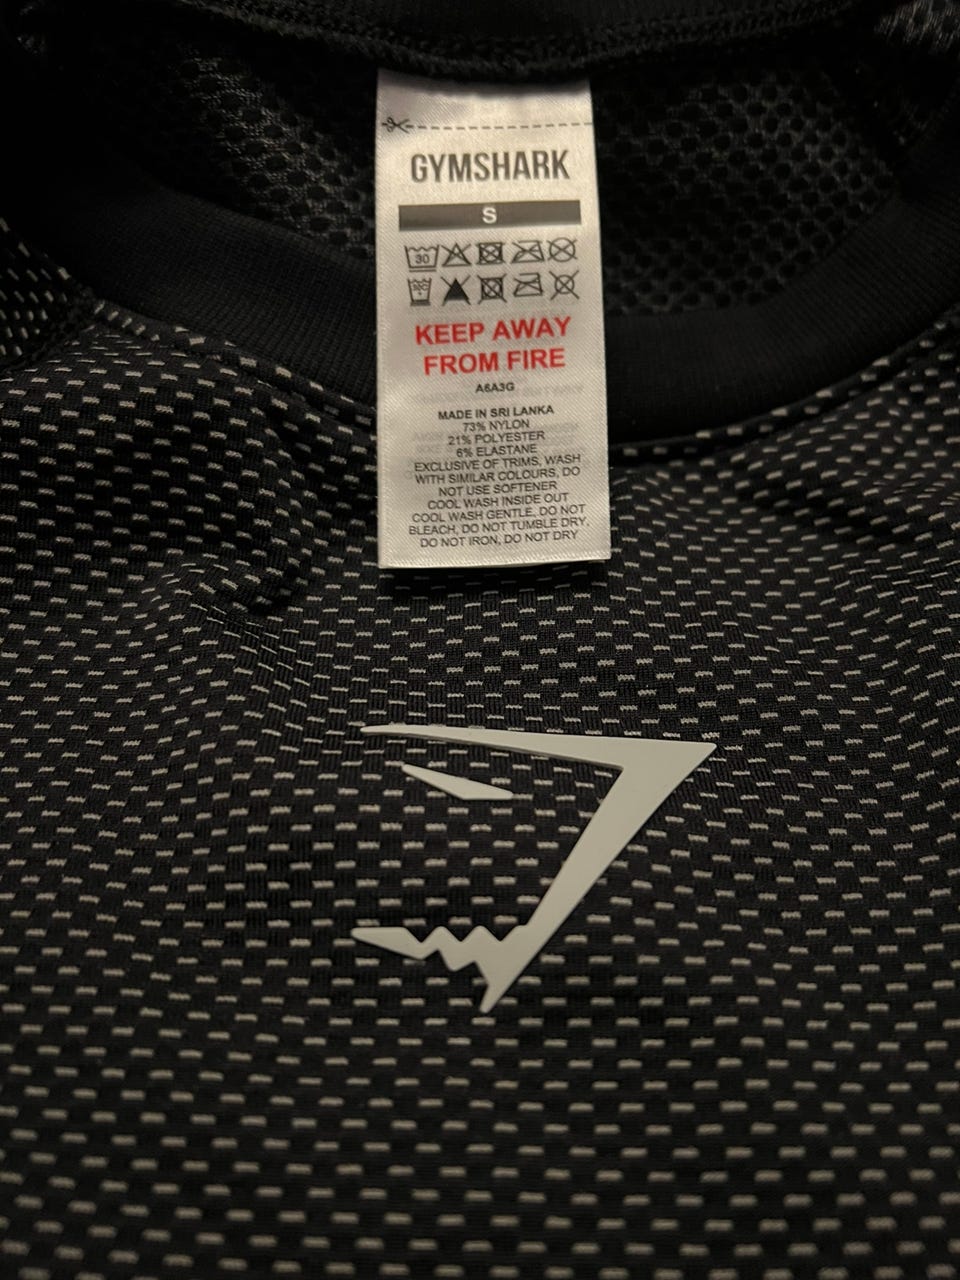 GYMSHARK
S
30
KEEP AWAY
FROM FIRE
A6A3G
MADE IN SRI LANKA
73% NYLON
21% POLYESTER
6% ELASTANE
EXCLUSIVE OF TRIMS, WASH
WITH SIMILAR COLOURS, DO
NOT USE SOFTENER
COOL WASH INSIDE OUT
COOL WASH GENTLE, DO NOT
BLEACH, DO NOT TUMBLE DRY,
DO NOT IRON, DO NOT DRY